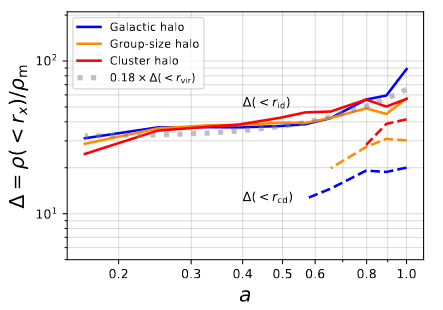 Galactic halo
Group-size halo
Cluster halo
0.18 × Δ(< r_vir)
Δ(< r_id)
Δ(< r_cd)
Δ = ρ(< r_x)/ρ_m
10²
10¹
0.2 0.3 0.4 0.5 0.6 0.8 1.0
a